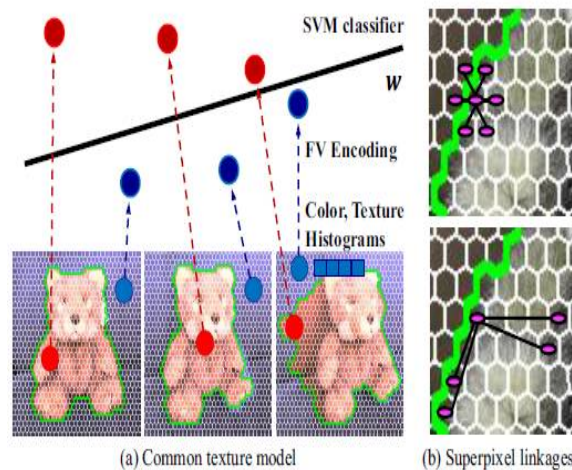 SVM classifier
w
FV Encoding
Color, Texture
Histograms
(a) Common texture model
(b) Superpixel linkages